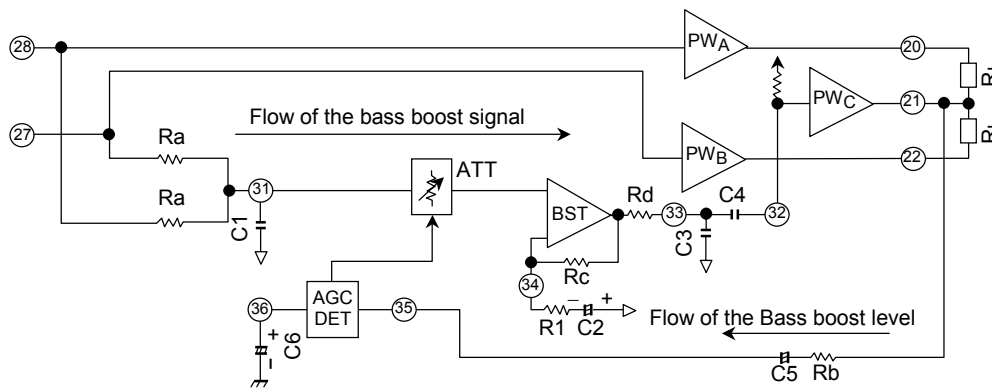 28
PWA
20
RL
Flow of the bass boost signal
PWC
21
27
Ra
RL
PWB
22
ATT
Ra
31
Rd
33
C4
32
C1
BST
C3
34
Rc
36
AGC
DET
35
R1
−
+
C2
Flow of the Bass boost level
+
−
C6
C5
Rb